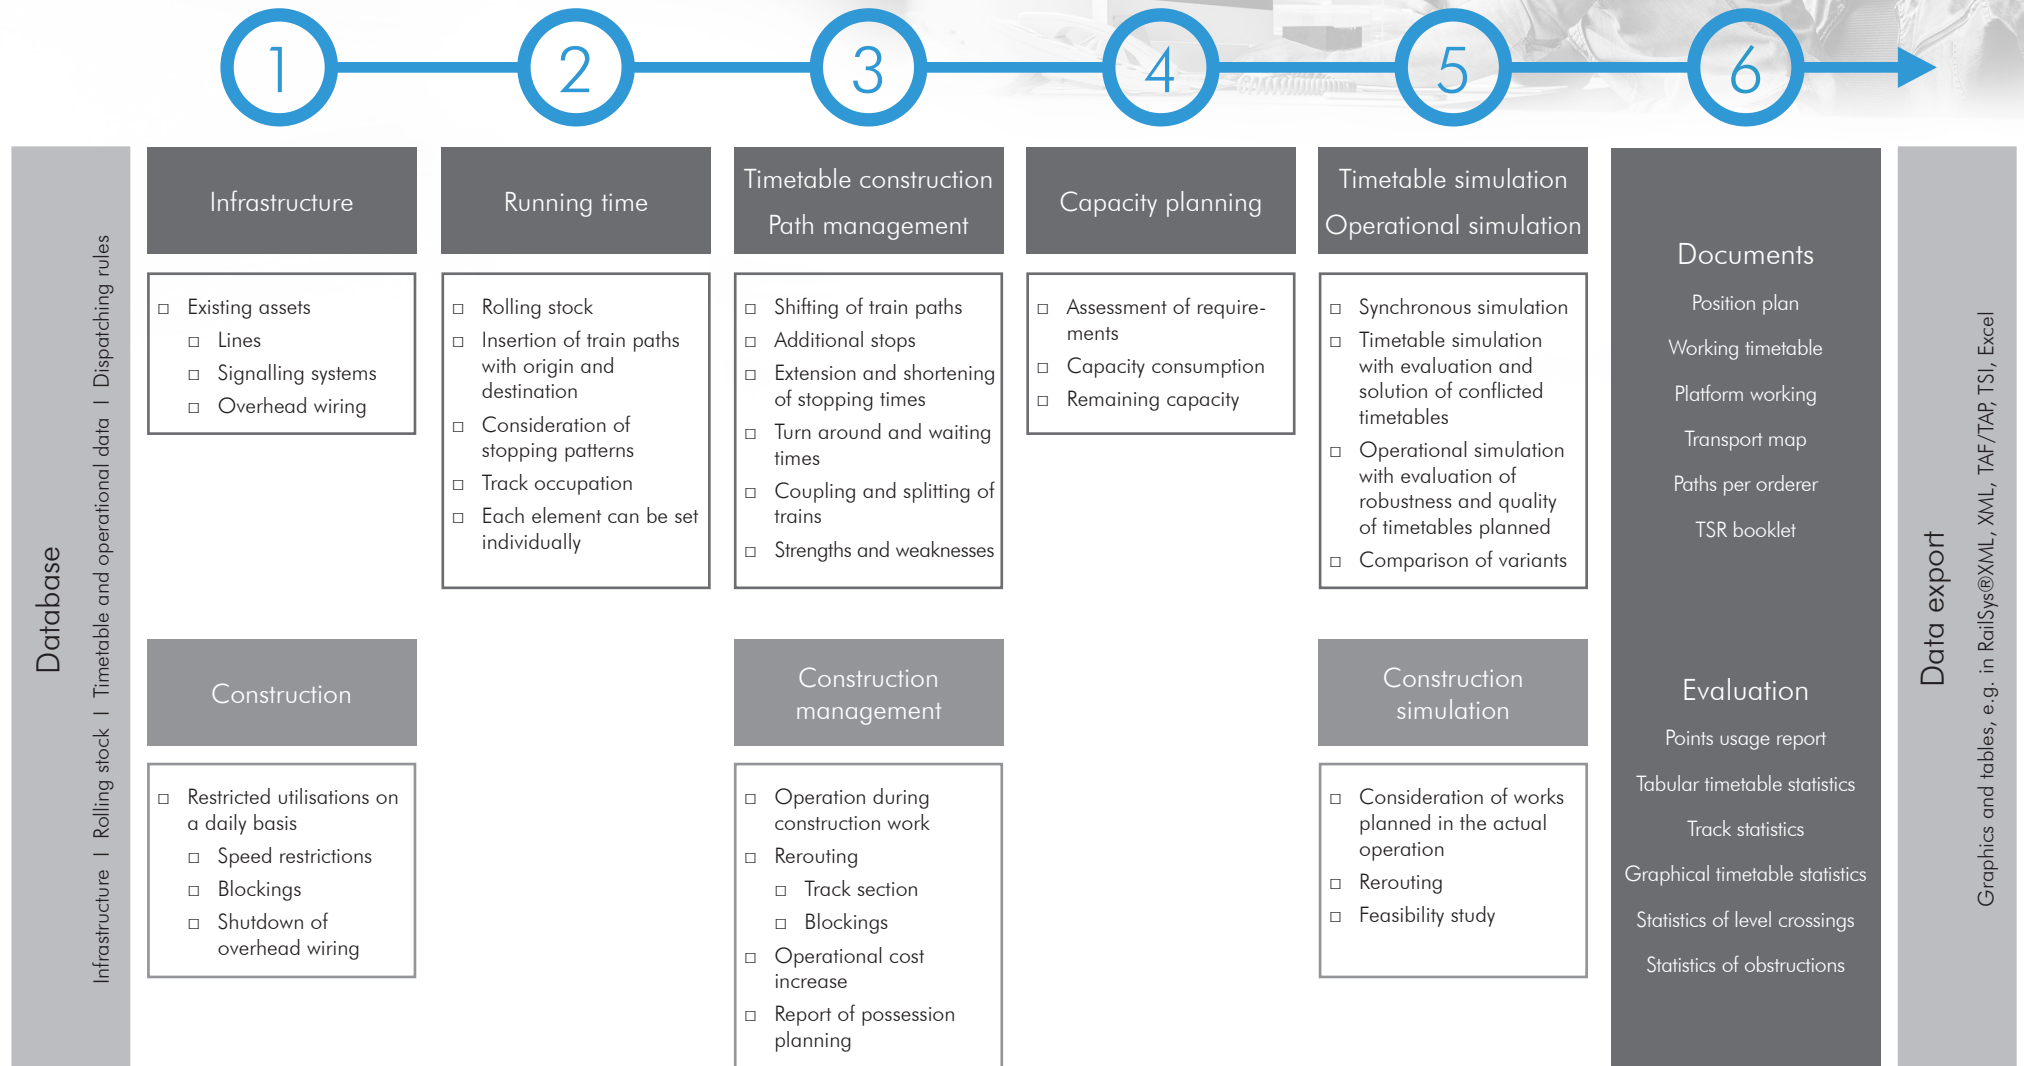 1
2
3
4
5
6
Database
Infrastructure | Rolling stock | Timetable and operational data | Dispatching rules
Infrastructure
□ Existing assets
□ Lines
□ Signalling systems
□ Overhead wiring
Construction
□ Restricted utilisations on
a daily basis
□ Speed restrictions
□ Blockings
□ Shutdown of
overhead wiring
Running time
□ Rolling stock
□ Insertion of train paths
with origin and
destination
□ Consideration of
stopping patterns
□ Track occupation
□ Each element can be set
individually
Timetable construction
Path management
□ Shifting of train paths
□ Additional stops
□ Extension and shortening
of stopping times
□ Turn around and waiting
times
□ Coupling and splitting of
trains
□ Strengths and weaknesses
Construction
management
□ Operation during
construction work
□ Rerouting
□ Track section
□ Blockings
□ Operational cost
increase
□ Report of possession
planning
Capacity planning
□ Assessment of require-
ments
□ Capacity consumption
□ Remaining capacity
Timetable simulation
Operational simulation
□ Synchronous simulation
□ Timetable simulation
with evaluation and
solution of conflicted
timetables
□ Operational simulation
with evaluation of
robustness and quality
of timetables planned
□ Comparison of variants
Construction
simulation
□ Consideration of works
planned in the actual
operation
□ Rerouting
□ Feasibility study
Documents
Position plan
Working timetable
Platform working
Transport map
Paths per orderer
TSR booklet
Evaluation
Points usage report
Tabular timetable statistics
Track statistics
Graphical timetable statistics
Statistics of level crossings
Statistics of obstructions
Data export
Graphics and tables, e.g. in RailSys®XML, XML, TAF/TAP, TSI, Excel